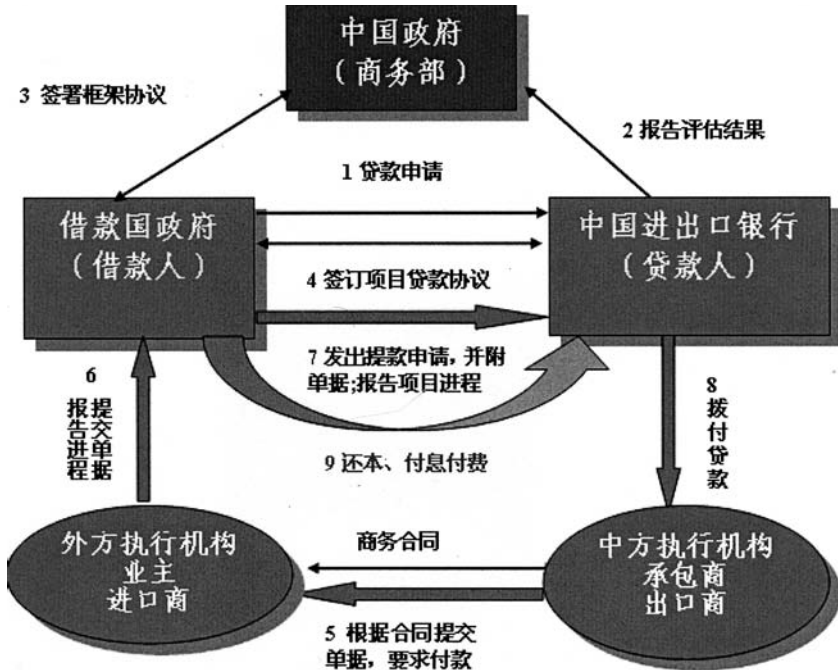 中国政府
（商务部）
3 签署框架协议
2 报告评估结果
1 贷款申请
借款国政府
（借款人）
中国进出口银行
（贷款人）
4 签订项目贷款协议
7 发出提款申请，并附
单据;报告项目进程
6
提交单据
报告进程
8
拨付贷款
9 还本、付息付费
外方执行机构
业主
进口商
商务合同
中方执行机构
承包商
出口商
5 根据合同提交
单据，要求付款